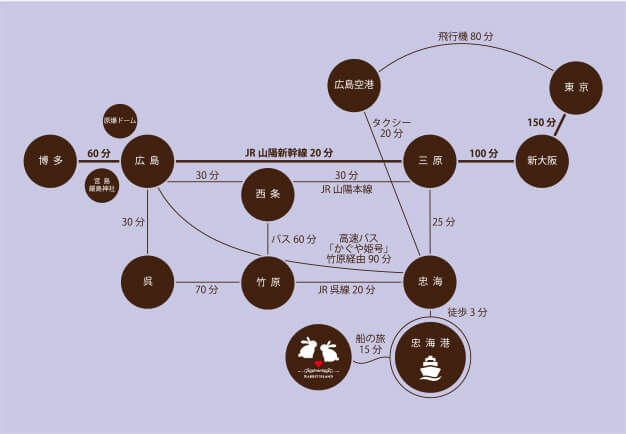 飛行機 80 分
広島空港
東 京
タクシー
20 分
150 分
原爆ドーム
博 多
60 分
広 島
JR 山陽新幹線 20 分
三 原
100 分
新大阪
宮 島
厳島神社
30 分
30 分
JR 山陽本線
西 条
30 分
25 分
バス 60 分
高速バス
「かぐや姫号」
竹原経由 90 分
呉
70 分
竹 原
JR 呉線 20 分
忠 海
徒歩 3 分
船の旅
15 分
忠 海 港
RABBIT ISLAND